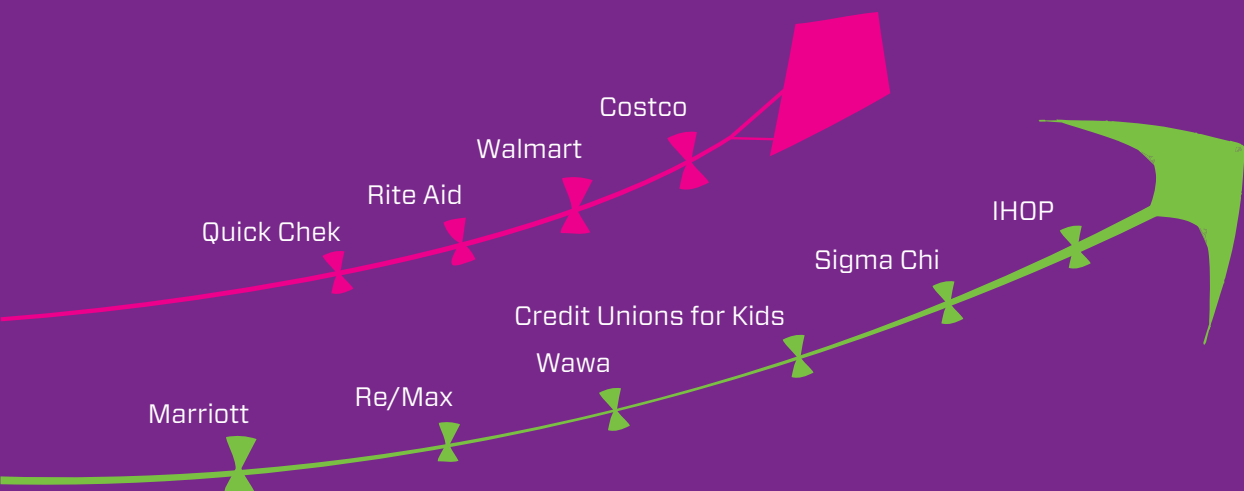 Costco
Walmart
Rite Aid
Quick Chek
IHOP
Sigma Chi
Credit Unions for Kids
Wawa
Re/Max
Marriott